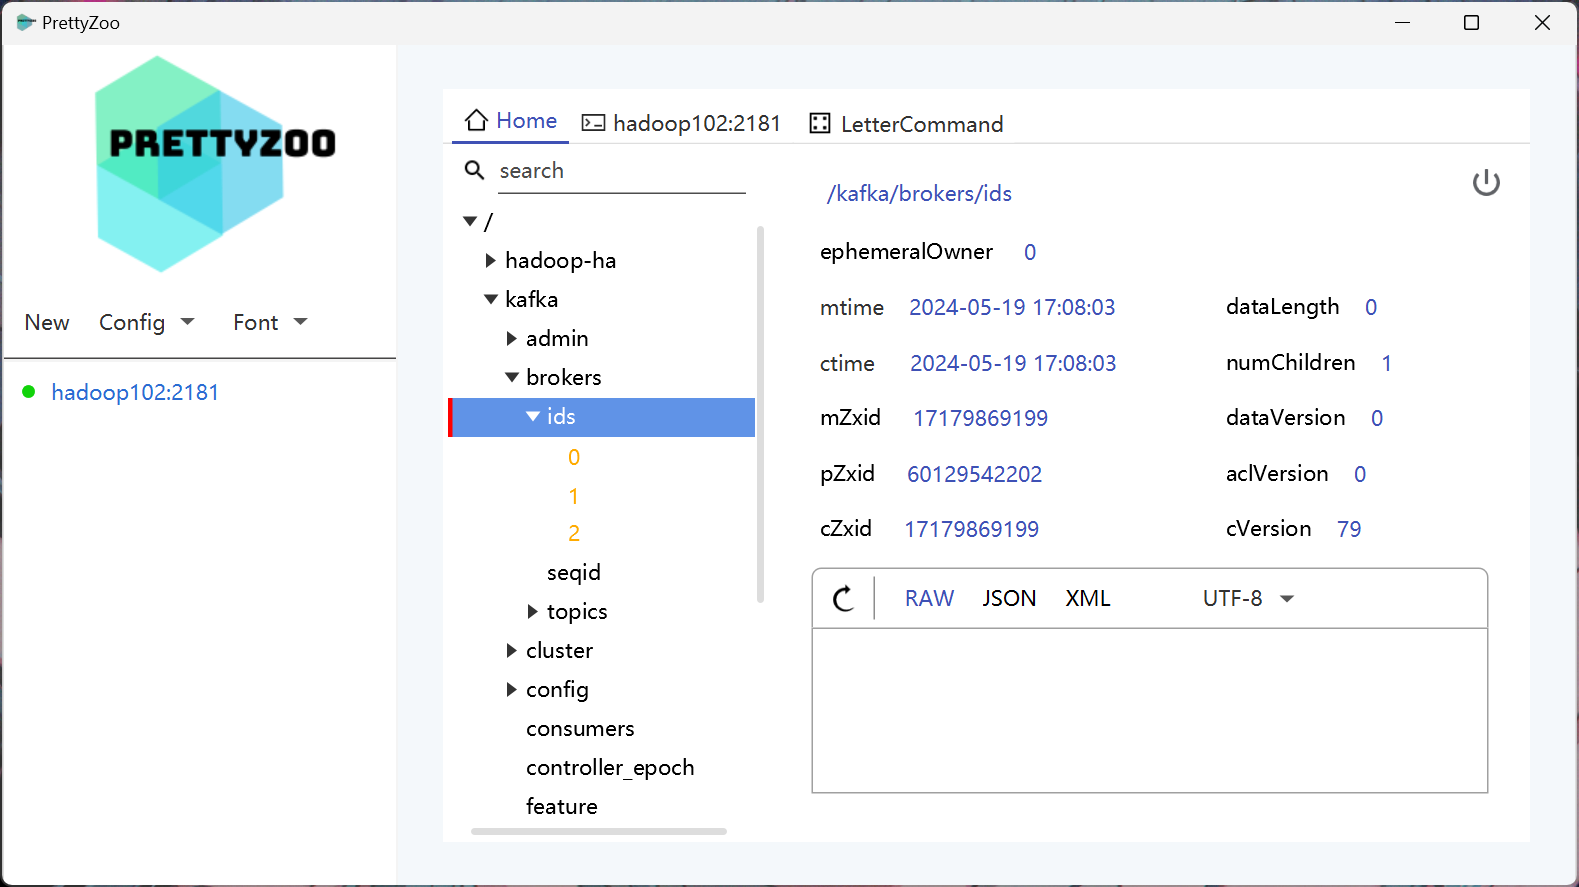 PrettyZoo
PRETTYZOO
New Config Font
hadoop102:2181
Home hadoop102:2181 LetterCommand
search
/
hadoop-ha
kafka
admin
brokers
ids
0
1
2
seqid
topics
cluster
config
consumers
controller_epoch
feature
/kafka/brokers/ids
ephemeralOwner 0
mtime 2024-05-19 17:08:03 dataLength 0
ctime 2024-05-19 17:08:03 numChildren 1
mZxid 17179869199 dataVersion 0
pZxid 60129542202 aclVersion 0
cZxid 17179869199 cVersion 79
RAW JSON XML UTF-8